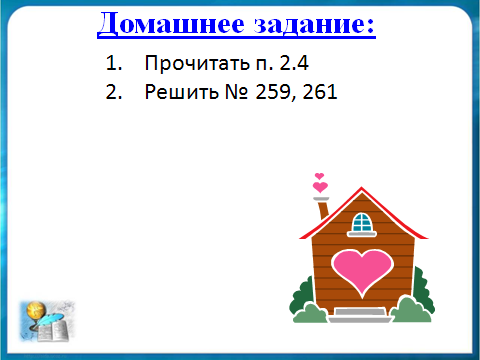 Домашнее задание:
1. Прочитать п. 2.4
2. Решить № 259, 261